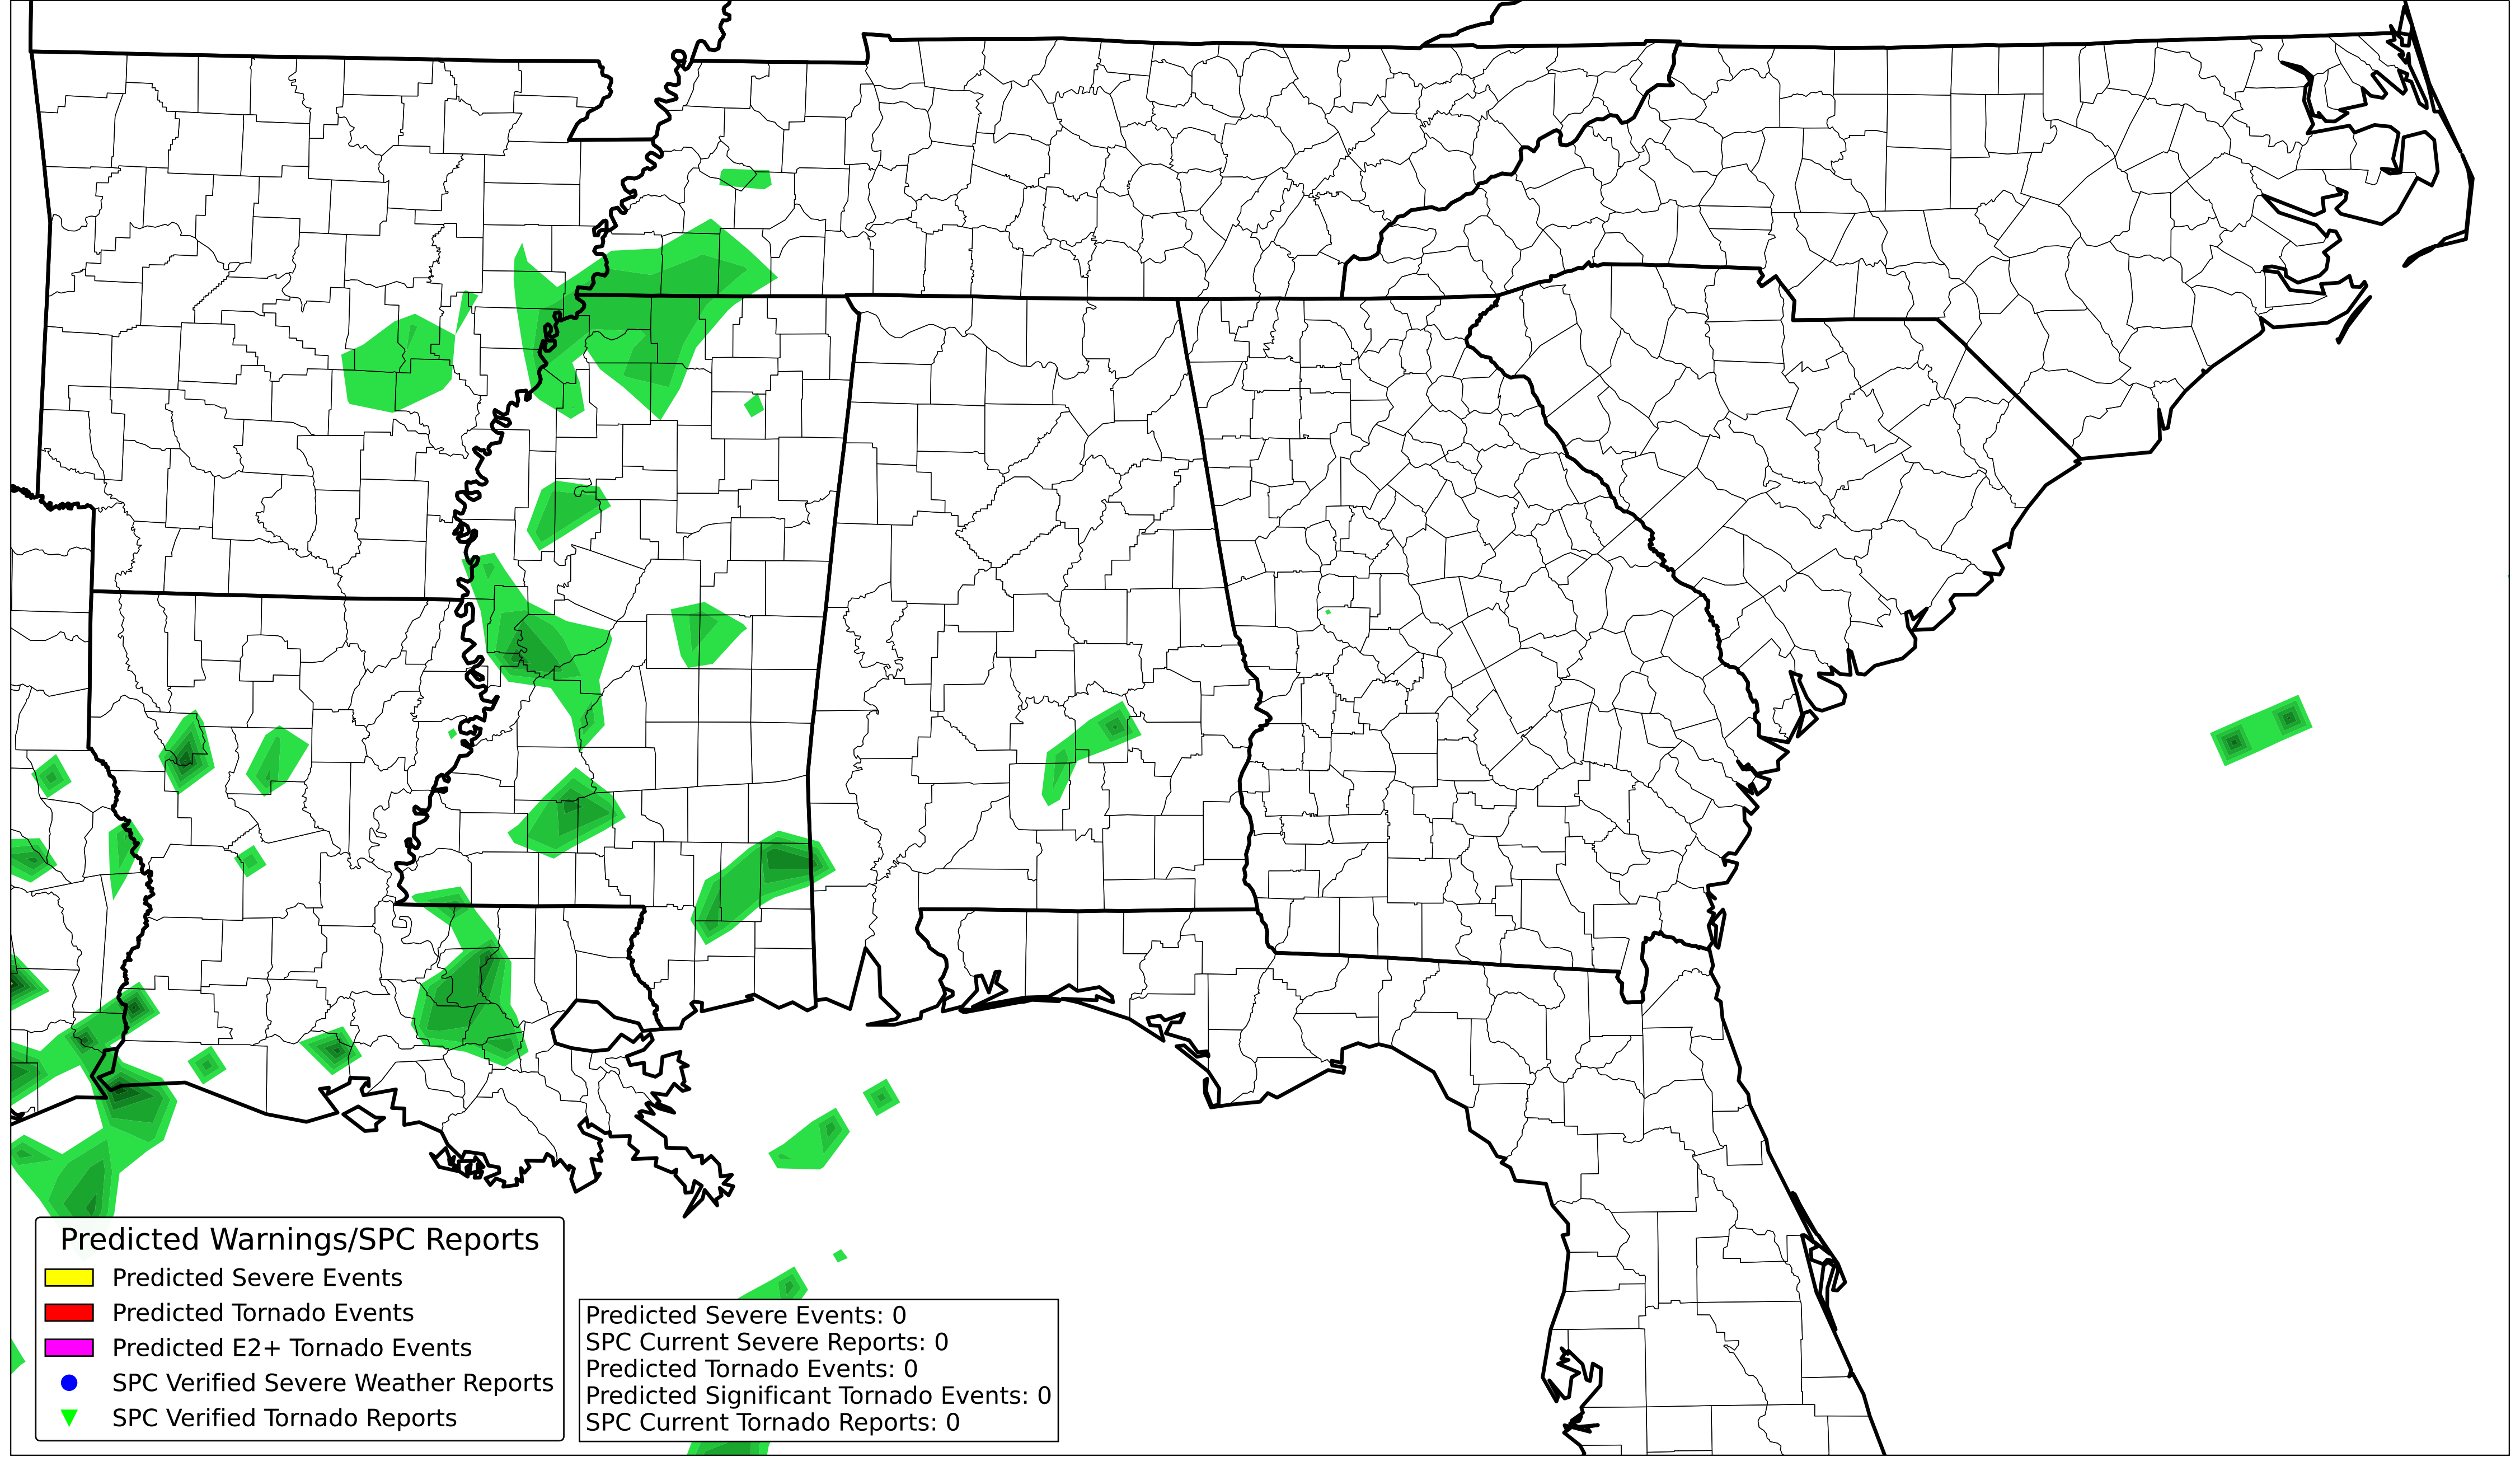 Predicted Warnings/SPC Reports
Predicted Severe Events
Predicted Tornado Events
Predicted E2+ Tornado Events
SPC Verified Severe Weather Reports
SPC Verified Tornado Reports
Predicted Severe Events: 0
SPC Current Severe Reports: 0
Predicted Tornado Events: 0
Predicted Significant Tornado Events: 0
SPC Current Tornado Reports: 0